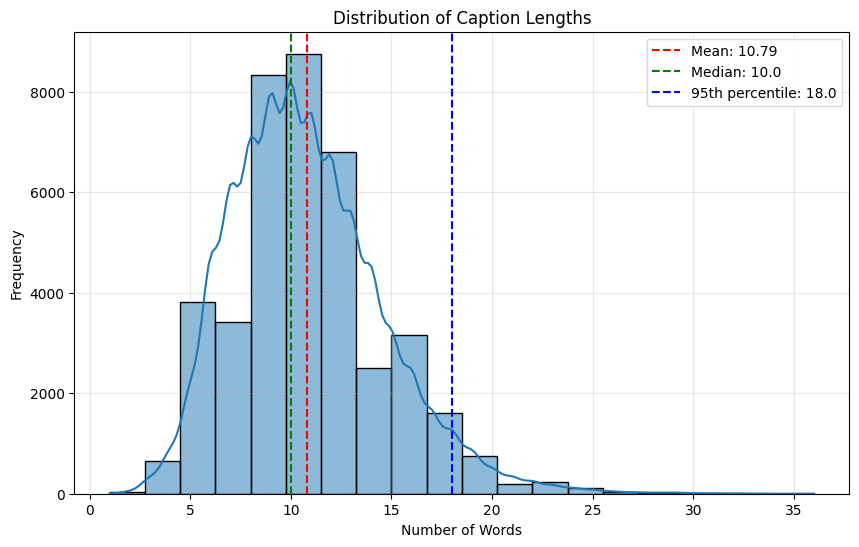 Distribution of Caption Lengths
Mean: 10.79
Median: 10.0
95th percentile: 18.0
Frequency
8000
6000
4000
2000
0
0 5 10 15 20 25 30 35
Number of Words